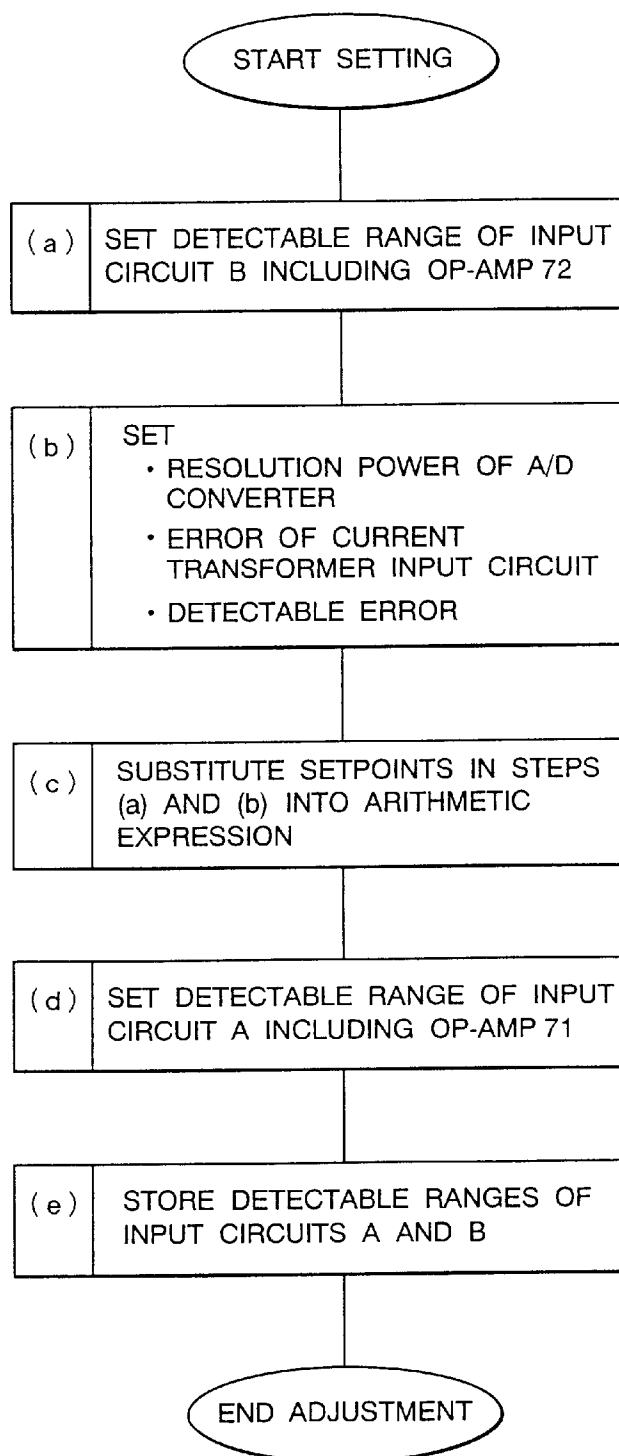 START SETTING
(a) SET DETECTABLE RANGE OF INPUT
CIRCUIT B INCLUDING OP-AMP 72
(b) SET
· RESOLUTION POWER OF A/D
CONVERTER
· ERROR OF CURRENT
TRANSFORMER INPUT CIRCUIT
· DETECTABLE ERROR
(c) SUBSTITUTE SETPOINTS IN STEPS
(a) AND (b) INTO ARITHMETIC
EXPRESSION
(d) SET DETECTABLE RANGE OF INPUT
CIRCUIT A INCLUDING OP-AMP 71
(e) STORE DETECTABLE RANGES OF
INPUT CIRCUITS A AND B
END ADJUSTMENT